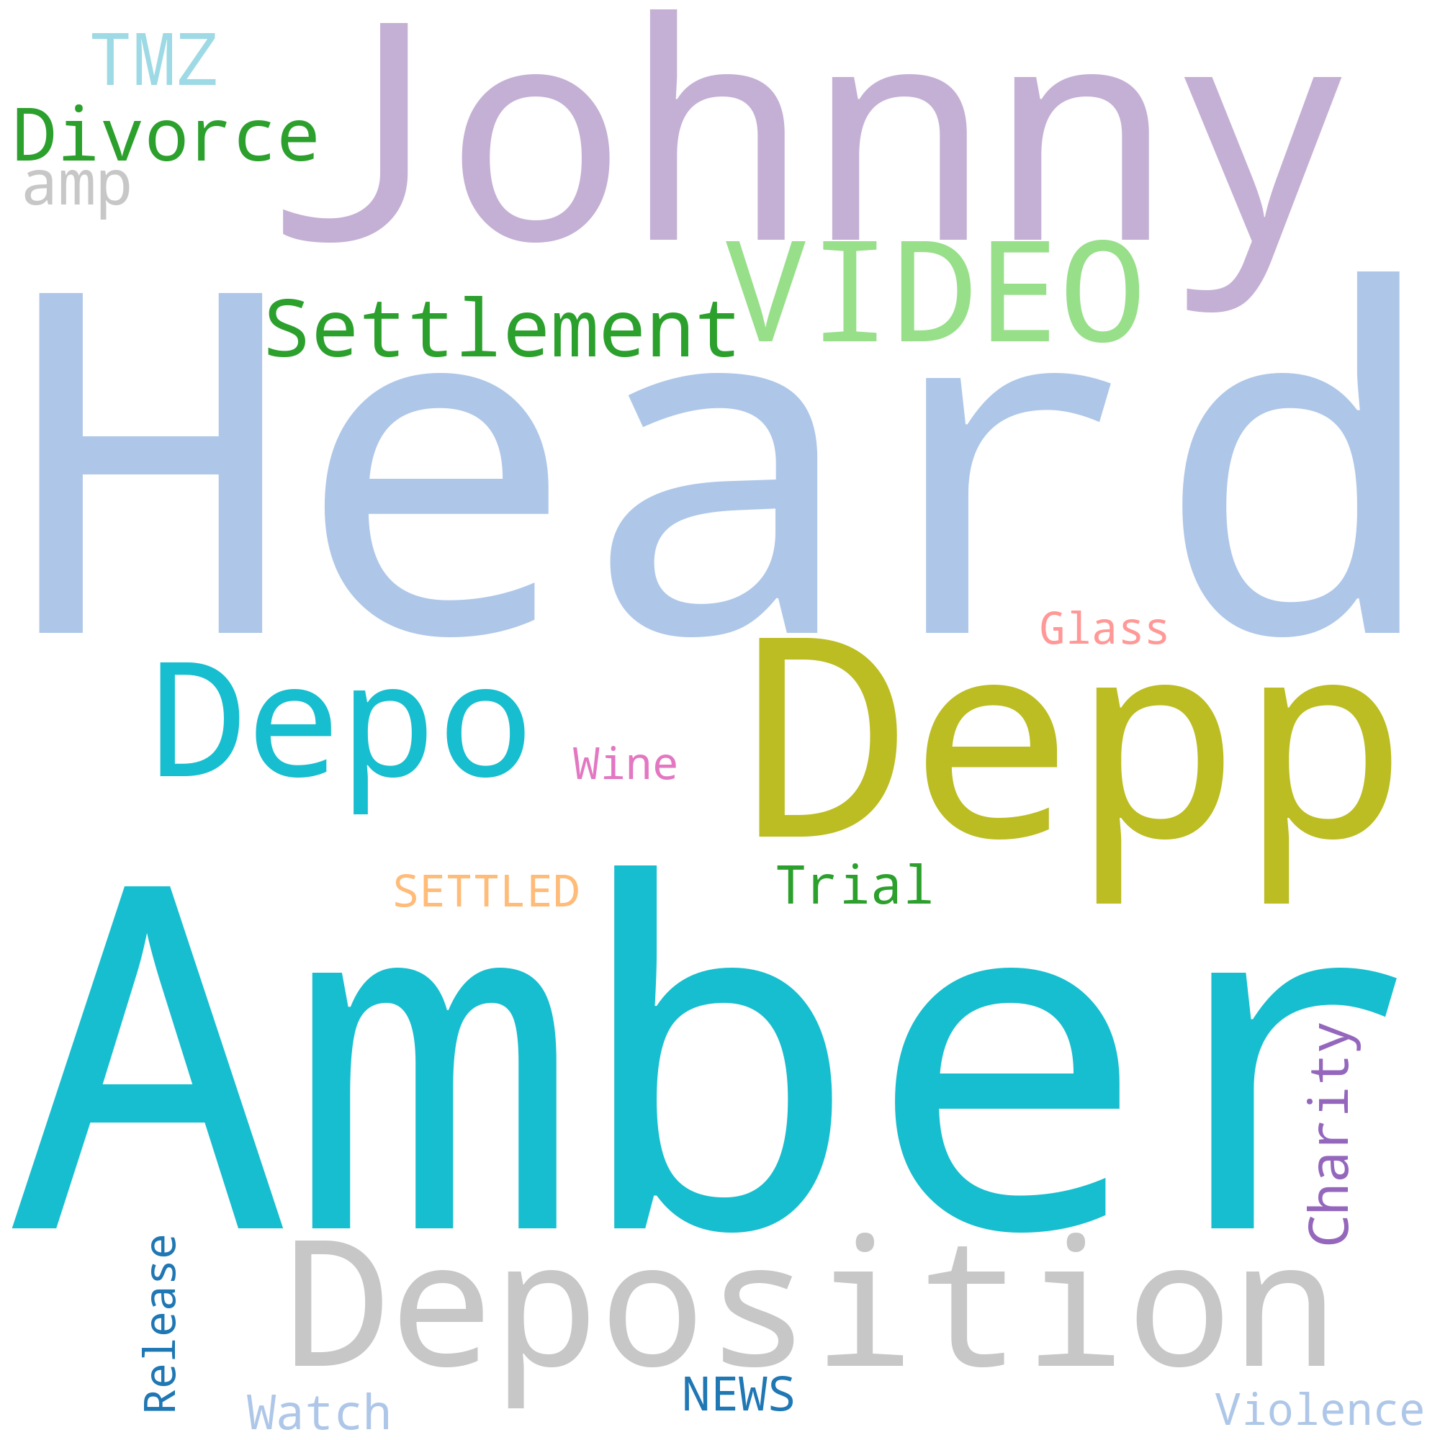 TMZ
Johnny
Divorce
amp
VIDEO
Settlement
Heard
Glass
Depo
Depp
Wine
SETTLED
Trial
Amber
Charity
Release
Deposition
NEWS
Watch
Violence